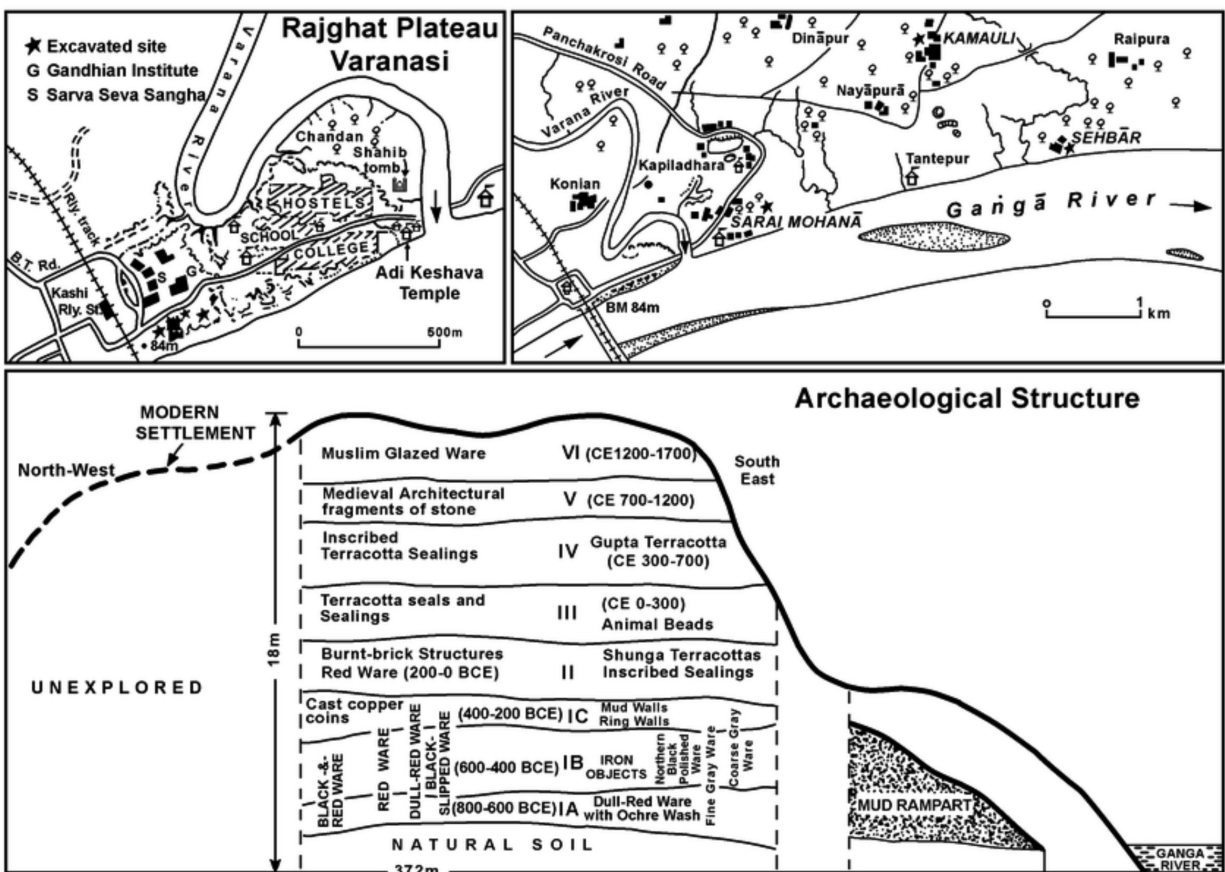 Rajghat Plateau
Varanasi
★ Excavated site
G Gandhian Institute
S Sarva Seva Sangha
Varana River
Chandan
Shahib
tomb
HOSTELS
SCHOOL
COLLEGE
Rly. track
B.T. Rd.
S
G
Kashi
Rly. St.
84m
Adi Keshava
Temple
0 500m
Panchakrosi Road
Dināpur
KAMAULI
Raipura
Varana River
Nayāpurā
SEHBĀR
Kapiladhara
Tantepur
Konian
SARAI MOHANĀ
Gaṅgā River
BM 84m
0 1
km
Archaeological Structure
MODERN
SETTLEMENT
North-West
South
East
Muslim Glazed Ware VI (CE1200-1700)
Medieval Architectural
fragments of stone V (CE 700-1200)
Inscribed
Terracotta Sealings IV Gupta Terracotta
(CE 300-700)
Terracotta seals and
Sealings III (CE 0-300)
Animal Beads
18m
Burnt-brick Structures
Red Ware (200-0 BCE) II Shunga Terracottas
Inscribed Sealings
UNEXPLORED
Cast copper
coins
(400-200 BCE) IC Mud Walls
Ring Walls
BLACK-&-
RED WARE
RED WARE
DULL-RED WARE
/ BLACK-
SLIPPED WARE
(600-400 BCE) IB IRON
OBJECTS
Northern
Black
Polished
Ware
Fine Gray Ware
Coarse Gray
Ware
(800-600 BCE) IA Dull-Red Ware
with Ochre Wash
MUD RAMPART
NATURAL SOIL
372m
GANGA
RIVER